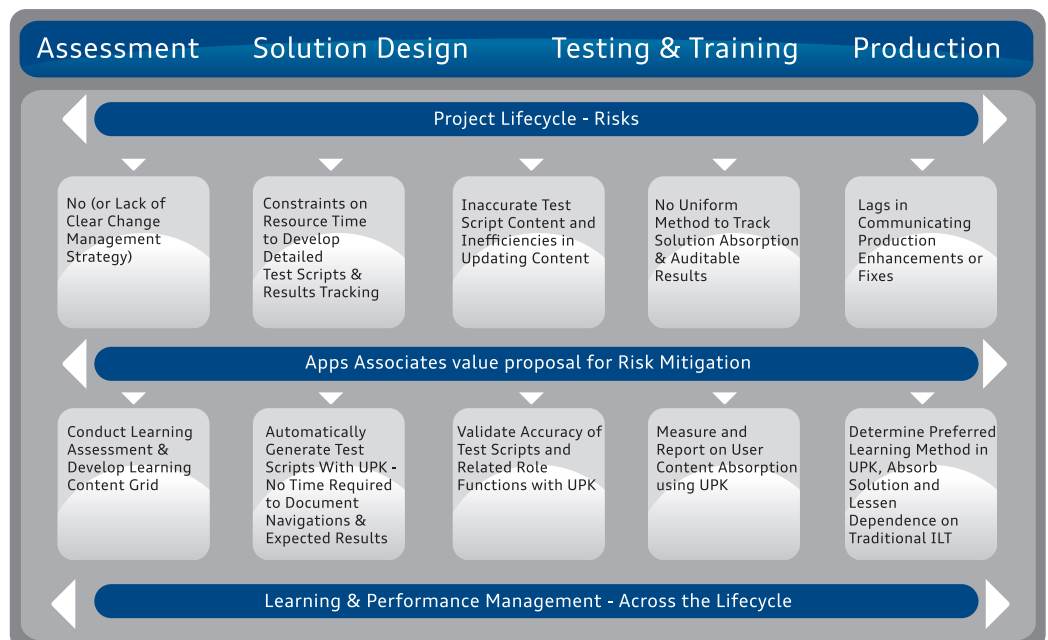 Assessment
Solution Design
Testing & Training
Production
Project Lifecycle - Risks
No (or Lack of
Clear Change
Management
Strategy)
Constraints on
Resource Time
to Develop
Detailed
Test Scripts &
Results Tracking
Inaccurate Test
Script Content and
Inefficiencies in
Updating Content
No Uniform
Method to Track
Solution Absorption
& Auditable
Results
Lags in
Communicating
Production
Enhancements or
Fixes
Apps Associates value proposal for Risk Mitigation
Conduct Learning
Assessment &
Develop Learning
Content Grid
Automatically
Generate Test
Scripts With UPK -
No Time Required
to Document
Navigations &
Expected Results
Validate Accuracy of
Test Scripts and
Related Role
Functions with UPK
Measure and
Report on User
Content Absorption
using UPK
Determine Preferred
Learning Method in
UPK, Absorb
Solution and
Lessen
Dependence on
Traditional ILT
Learning & Performance Management - Across the Lifecycle